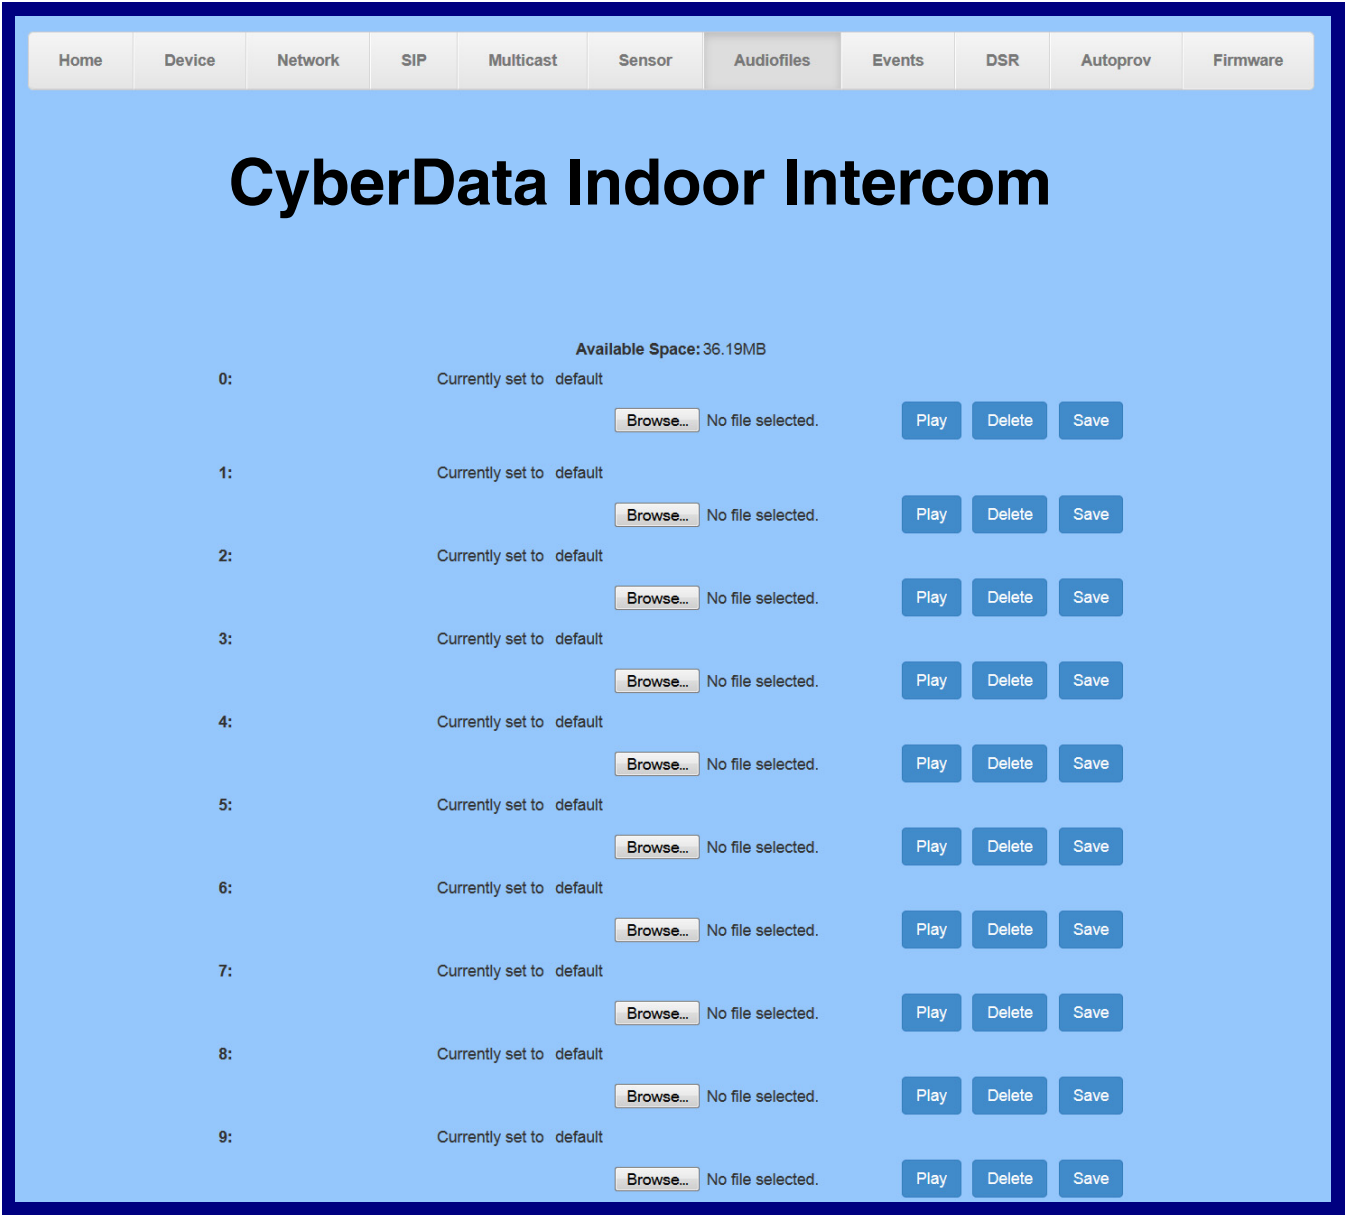 Home Device Network SIP Multicast Sensor Audiofiles Events DSR Autoprov Firmware
CyberData Indoor Intercom
Available Space: 36.19MB
0: Currently set to default
Browse... No file selected. Play Delete Save
1: Currently set to default
Browse... No file selected. Play Delete Save
2: Currently set to default
Browse... No file selected. Play Delete Save
3: Currently set to default
Browse... No file selected. Play Delete Save
4: Currently set to default
Browse... No file selected. Play Delete Save
5: Currently set to default
Browse... No file selected. Play Delete Save
6: Currently set to default
Browse... No file selected. Play Delete Save
7: Currently set to default
Browse... No file selected. Play Delete Save
8: Currently set to default
Browse... No file selected. Play Delete Save
9: Currently set to default
Browse... No file selected. Play Delete Save